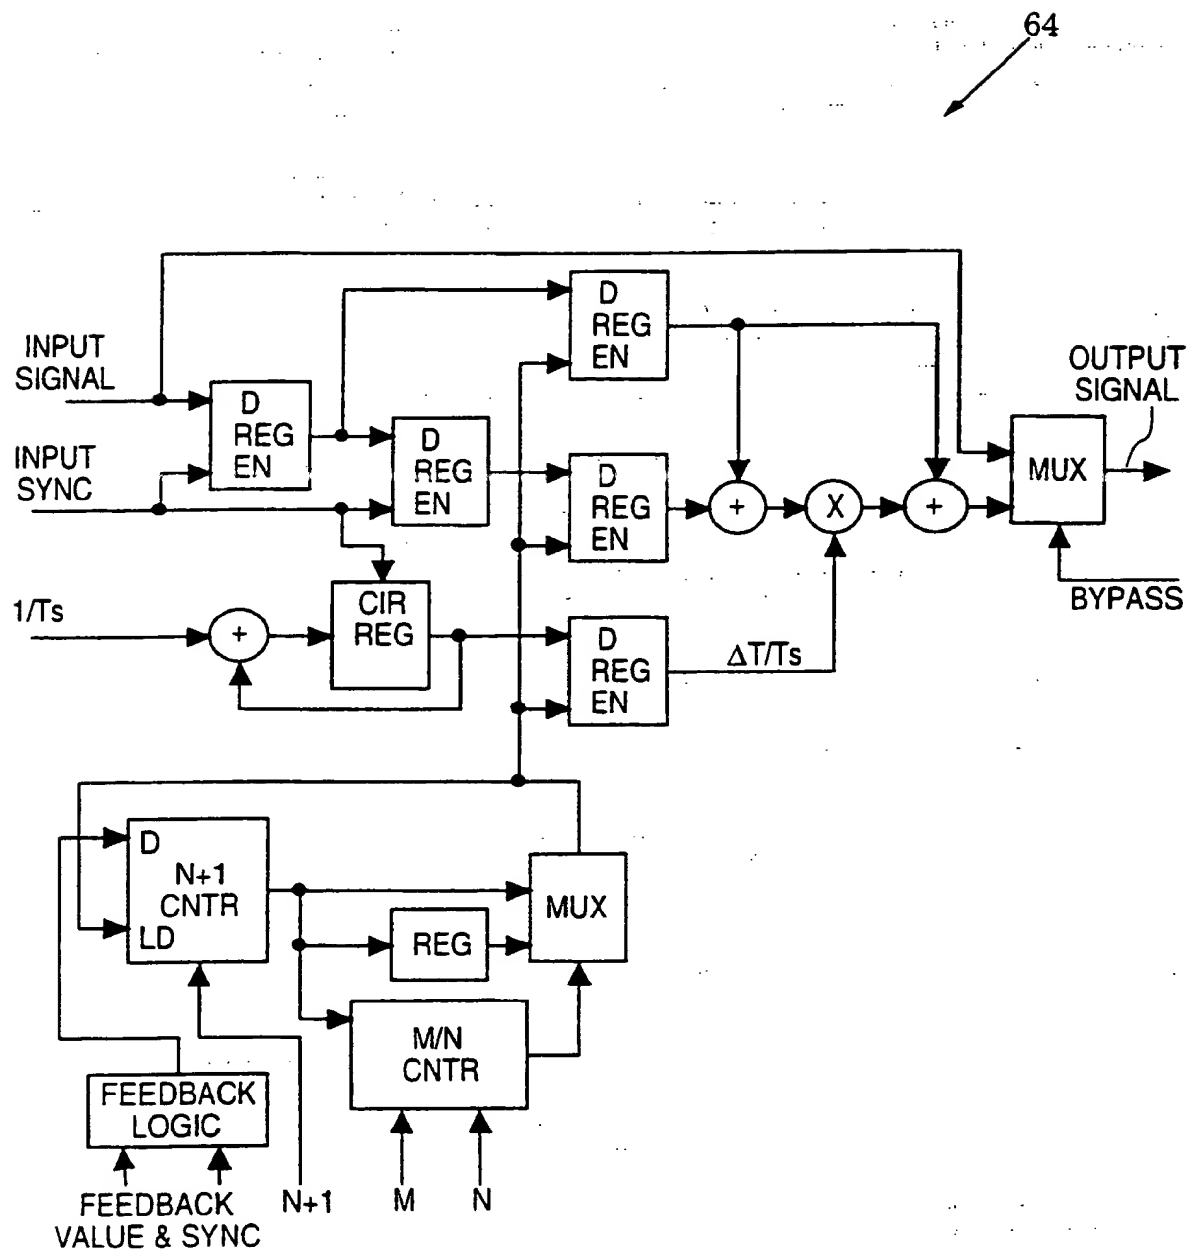 64
INPUT
SIGNAL
INPUT
SYNC
D
REG
EN
D
REG
EN
D
REG
EN
D
REG
EN
+
X
+
MUX
OUTPUT
SIGNAL
BYPASS
1/Ts
+
CIR
REG
D
REG
EN
ΔT/Ts
D
N+1
CNTR
LD
REG
MUX
M/N
CNTR
FEEDBACK
LOGIC
FEEDBACK
VALUE & SYNC
N+1
M
N